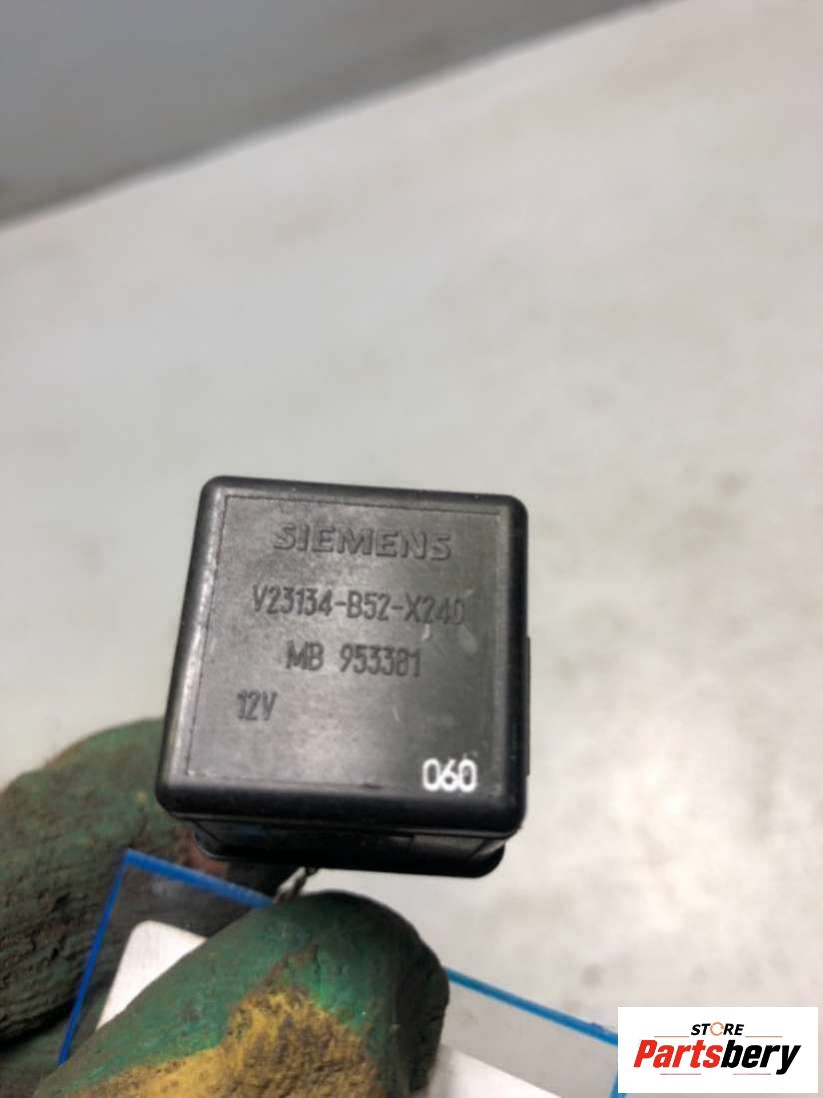 SIEMENS
V23134-B52-X240
MB 953381
12V
060
STORE
Partsbery